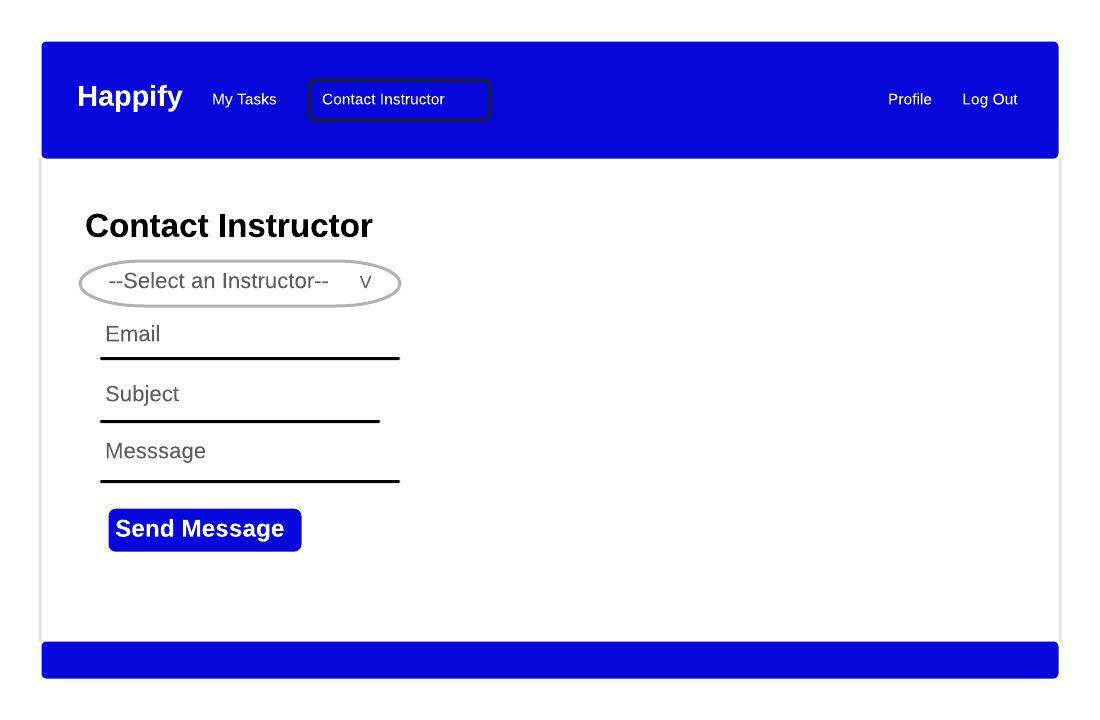 Happify My Tasks Contact Instructor Profile Log Out
Contact Instructor
--Select an Instructor-- V
Email
Subject
Messsage
Send Message